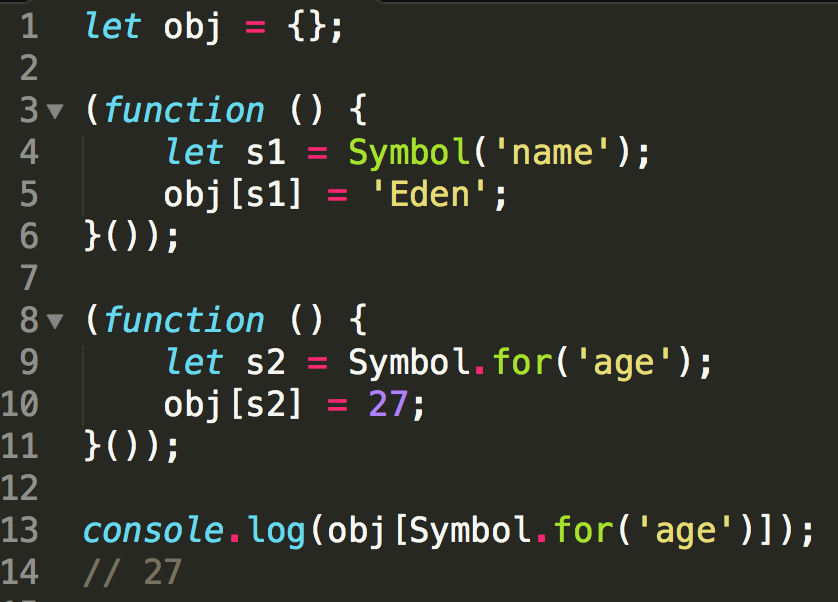 1 let obj = {};
2
3 (function () {
4     let s1 = Symbol('name');
5     obj[s1] = 'Eden';
6 }());
7
8 (function () {
9     let s2 = Symbol.for('age');
10     obj[s2] = 27;
11 }());
12
13 console.log(obj[Symbol.for('age')]);
14 // 27